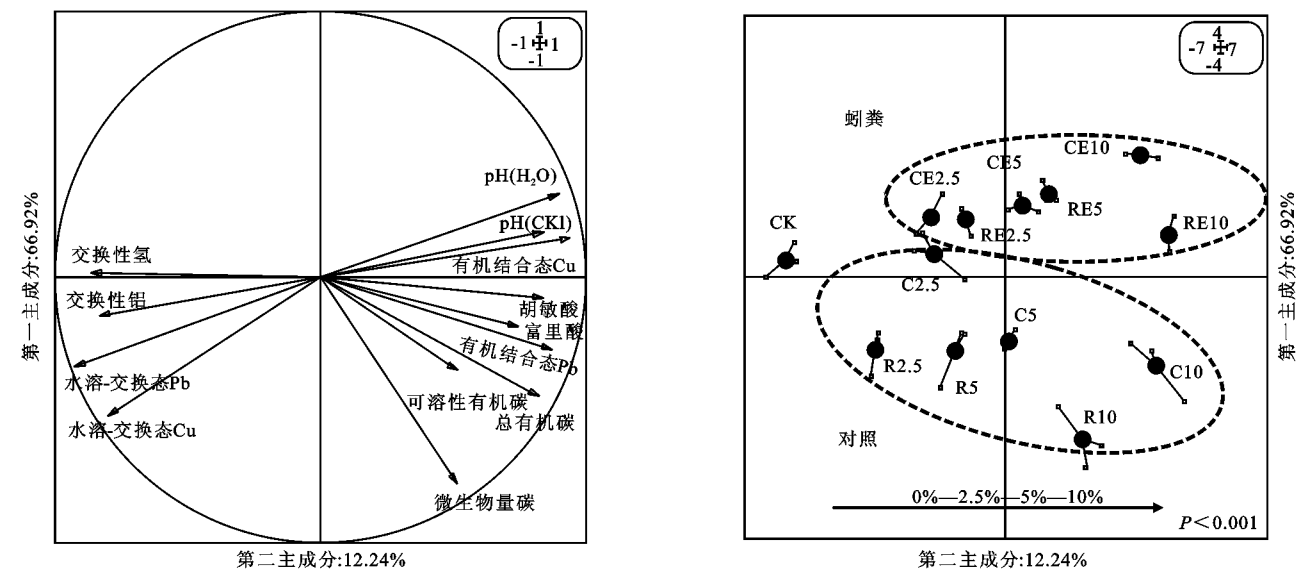 1
-1 1
-1
pH(H₂O)
pH(CKI)
有机结合态Cu
交换性氢
交换性铝
胡敏酸
富里酸
有机结合态Pb
水溶-交换态Pb
可溶性有机碳
总有机碳
水溶-交换态Cu
微生物量碳
第一主成分:66.92%
第二主成分:12.24%
4
-7 7
-4
蚓粪
CE10
CE5
CE2.5
RE5
CK
RE2.5
RE10
C2.5
C5
R2.5
R5
C10
R10
对照
0%—2.5%—5%—10%
P<0.001
第一主成分:66.92%
第二主成分:12.24%